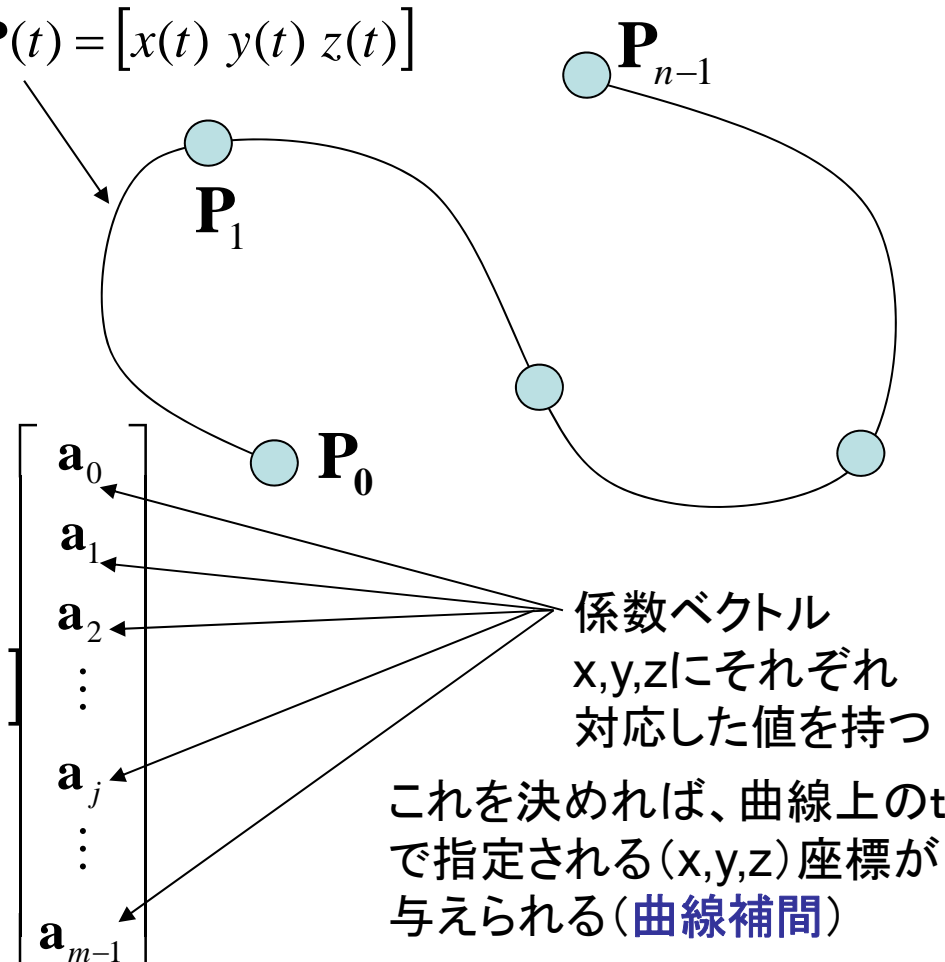 P(t) = [x(t) y(t) z(t)]
P_{n−1}
P_1
P_0
a_0
a_1
a_2
⋮
a_j
⋮
a_{m−1}
]
係数ベクトル
x,y,zにそれぞれ
対応した値を持つ
これを決めれば、曲線上のt
で指定される(x,y,z)座標が
与えられる(曲線補間)